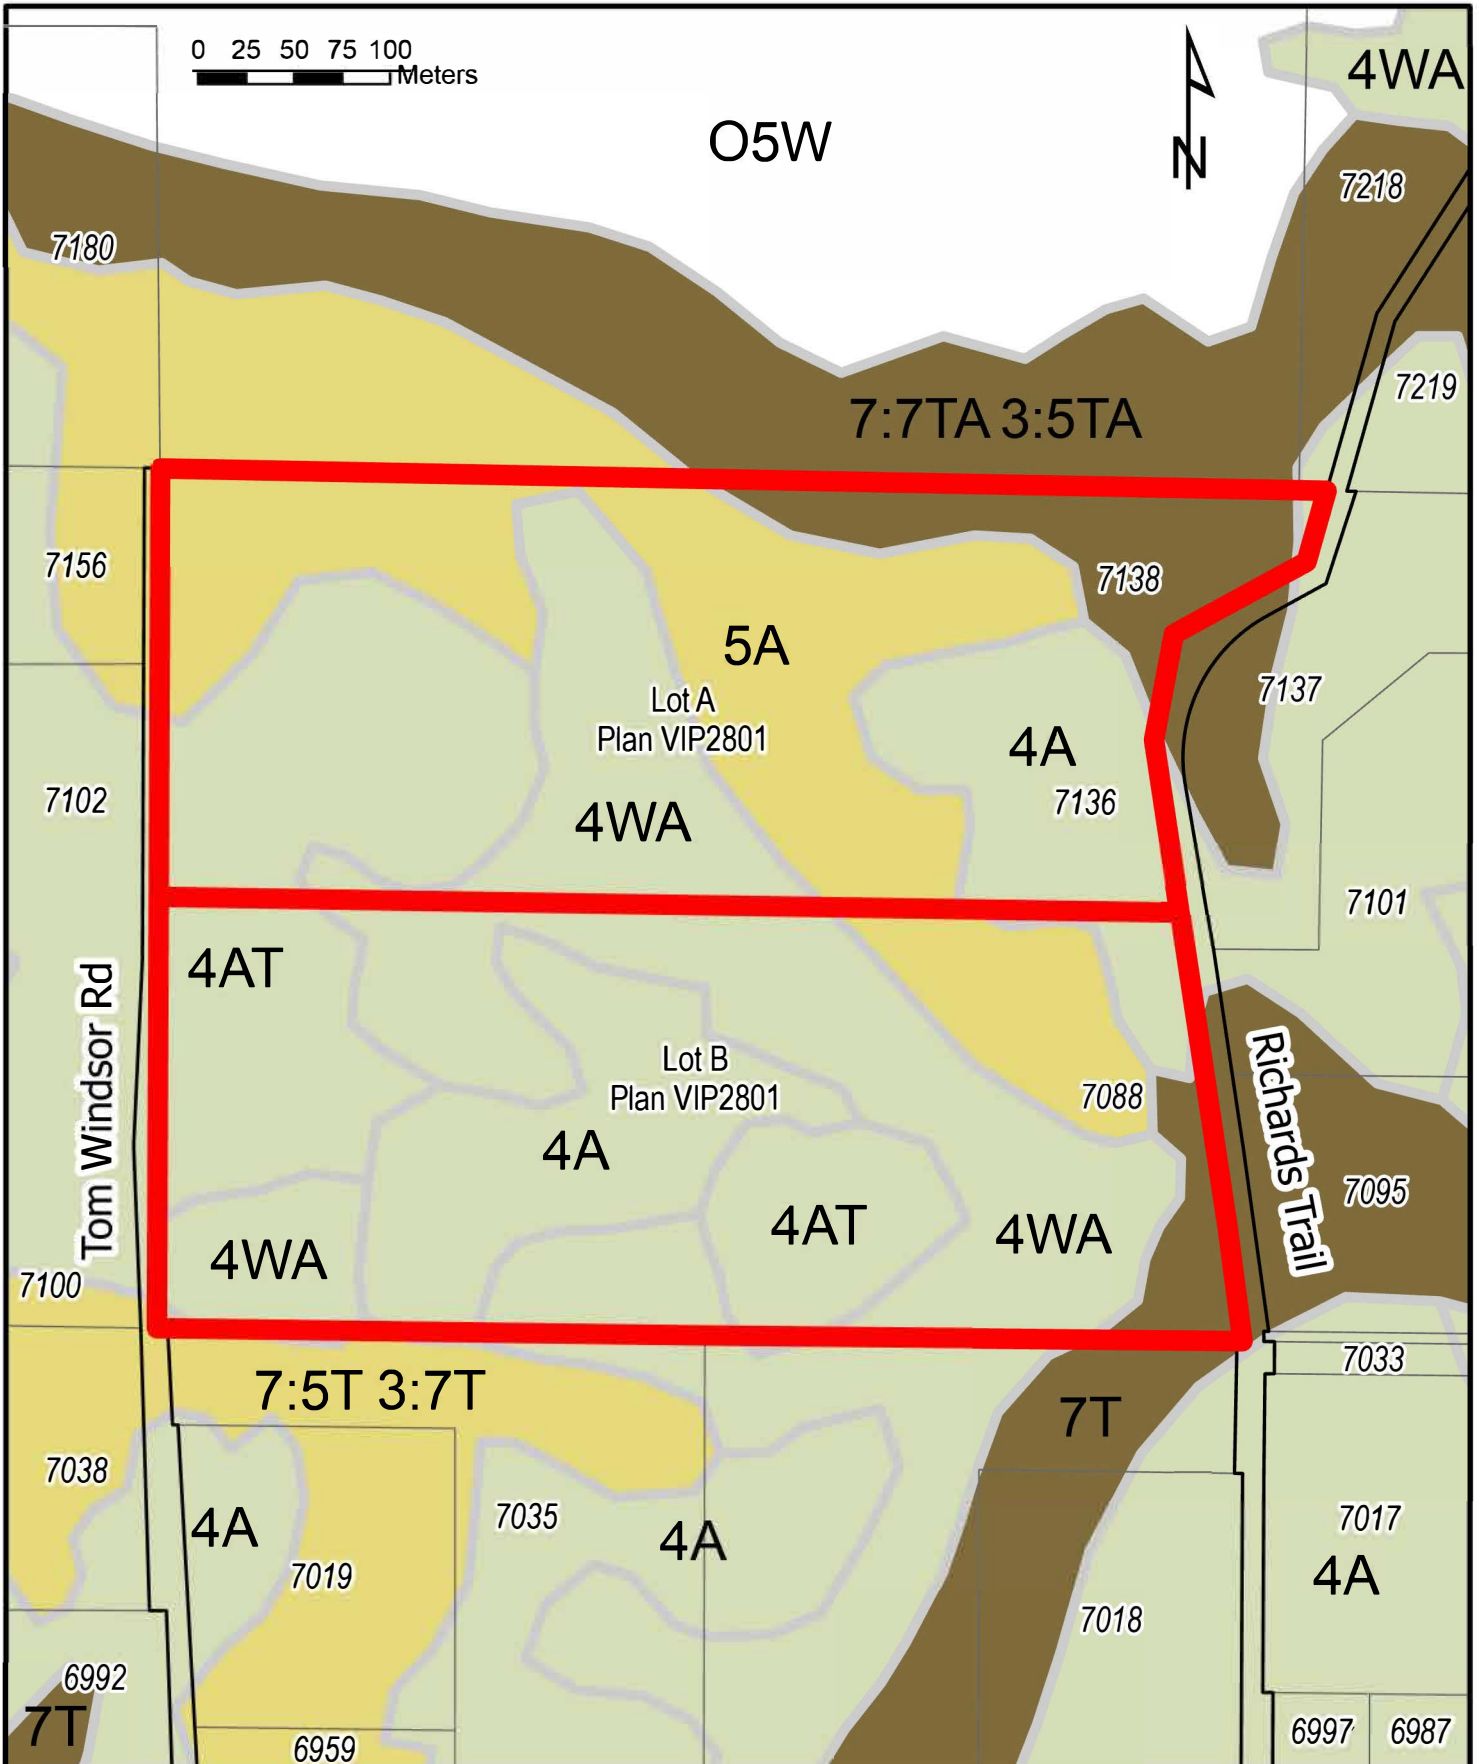 0 25 50 75 100
Meters
4WA
O5W
N
7218
7180
7219
7:7TA 3:5TA
7156
7138
5A
7137
Lot A
Plan VIP2801
4A
7102
7136
4WA
7101
4AT
Tom Windsor Rd
Lot B
Plan VIP2801
7088
Richards Trail
4A
7095
4AT
4WA
4WA
7100
7033
7:5T 3:7T
7T
7038
7035
7017
4A
4A
7019
4A
7018
6992
7T
6997
6987
6959